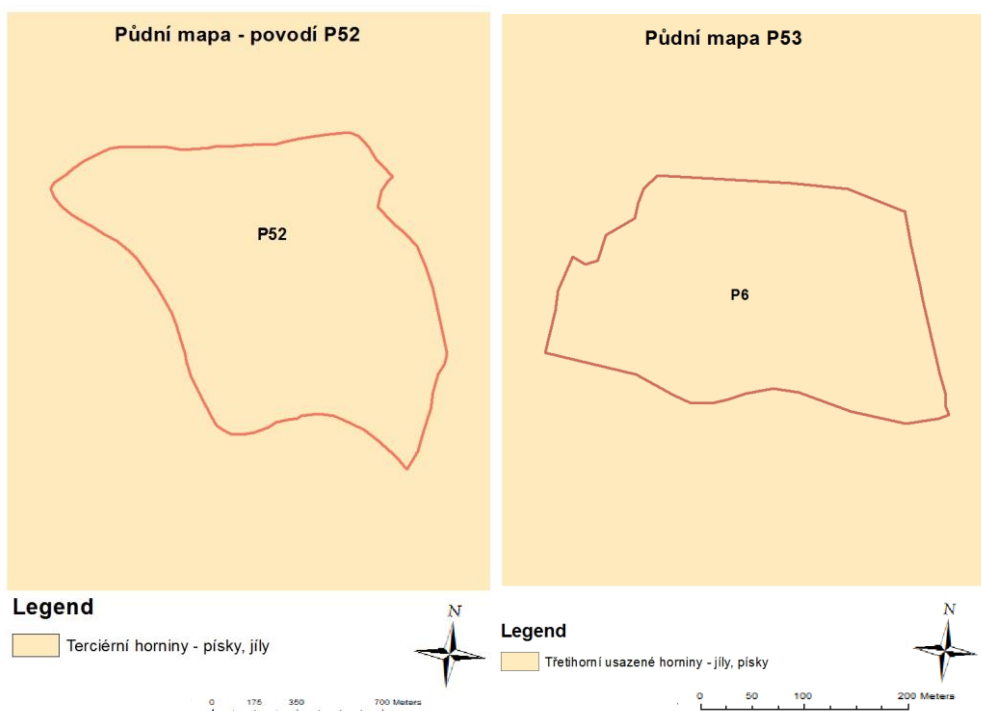 Půdní mapa - povodí P52
P52
Legend
Terciérní horniny - písky, jíly
N
0 175 350 700 Meters
Půdní mapa P53
P6
Legend
Třetihorní usazené horniny - jíly, písky
N
0 50 100 200 Meters